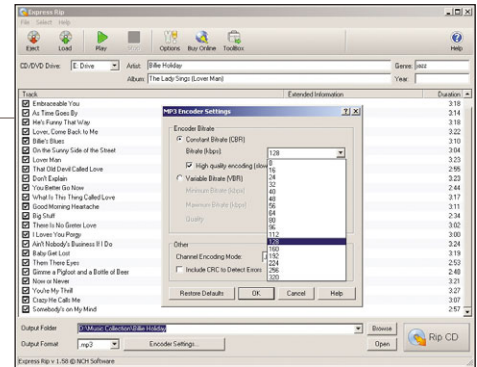 Express Rip
File Select Help
Eject Load Play Stop Options Buy Online ToolBox Help
CD/DVD Drive: E: Drive Artist: Billie Holiday Genre: jazz
Album: The Lady Sings (Lover Man) Year:
Track Extended Information Duration
Embraceable You 3:18
As Time Goes By 3:14
He's Funny That Way 3:18
Lover, Come Back to Me 3:22
Billie's Blues 3:10
On the Sunny Side of the Street 3:04
Lover Man 3:23
That Old Devil Called Love 2:55
Don't Explain 3:23
You Better Go Now 2:44
What Is This Thing Called Love 3:17
Good Morning Heartache 3:11
Big Stuff 2:34
There Is No Greater Love 3:02
I Loves You Porgy 3:00
Ain't Nobody's Business If I Do 3:24
Baby Get Lost 3:19
Them There Eyes 2:53
Gimme a Pigfoot and a Bottle of Beer 2:48
Now or Never 3:21
You're My Thrill 3:27
Crazy He Calls Me 3:07
Somebody's on My Mind 2:57
MP3 Encoder Settings
Encoder Bitrate
Constant Bitrate (CBR)
Bitrate (kbps): 128
High quality encoding (slow
Variable Bitrate (VBR)
Minimum Bitrate (kbps):
Maximum Bitrate (kbps):
Quality
8
16
24
32
40
48
56
64
80
96
112
128
160
192
224
256
320
Other
Channel Encoding Mode:
Include CRC to Detect Errors
Restore Defaults OK Cancel Help
Output Folder D:\Music Collection\Billie Holiday Browse
Output Format mp3 Encoder Settings... Open Rip CD
Express Rip v 1.58 © NCH Software